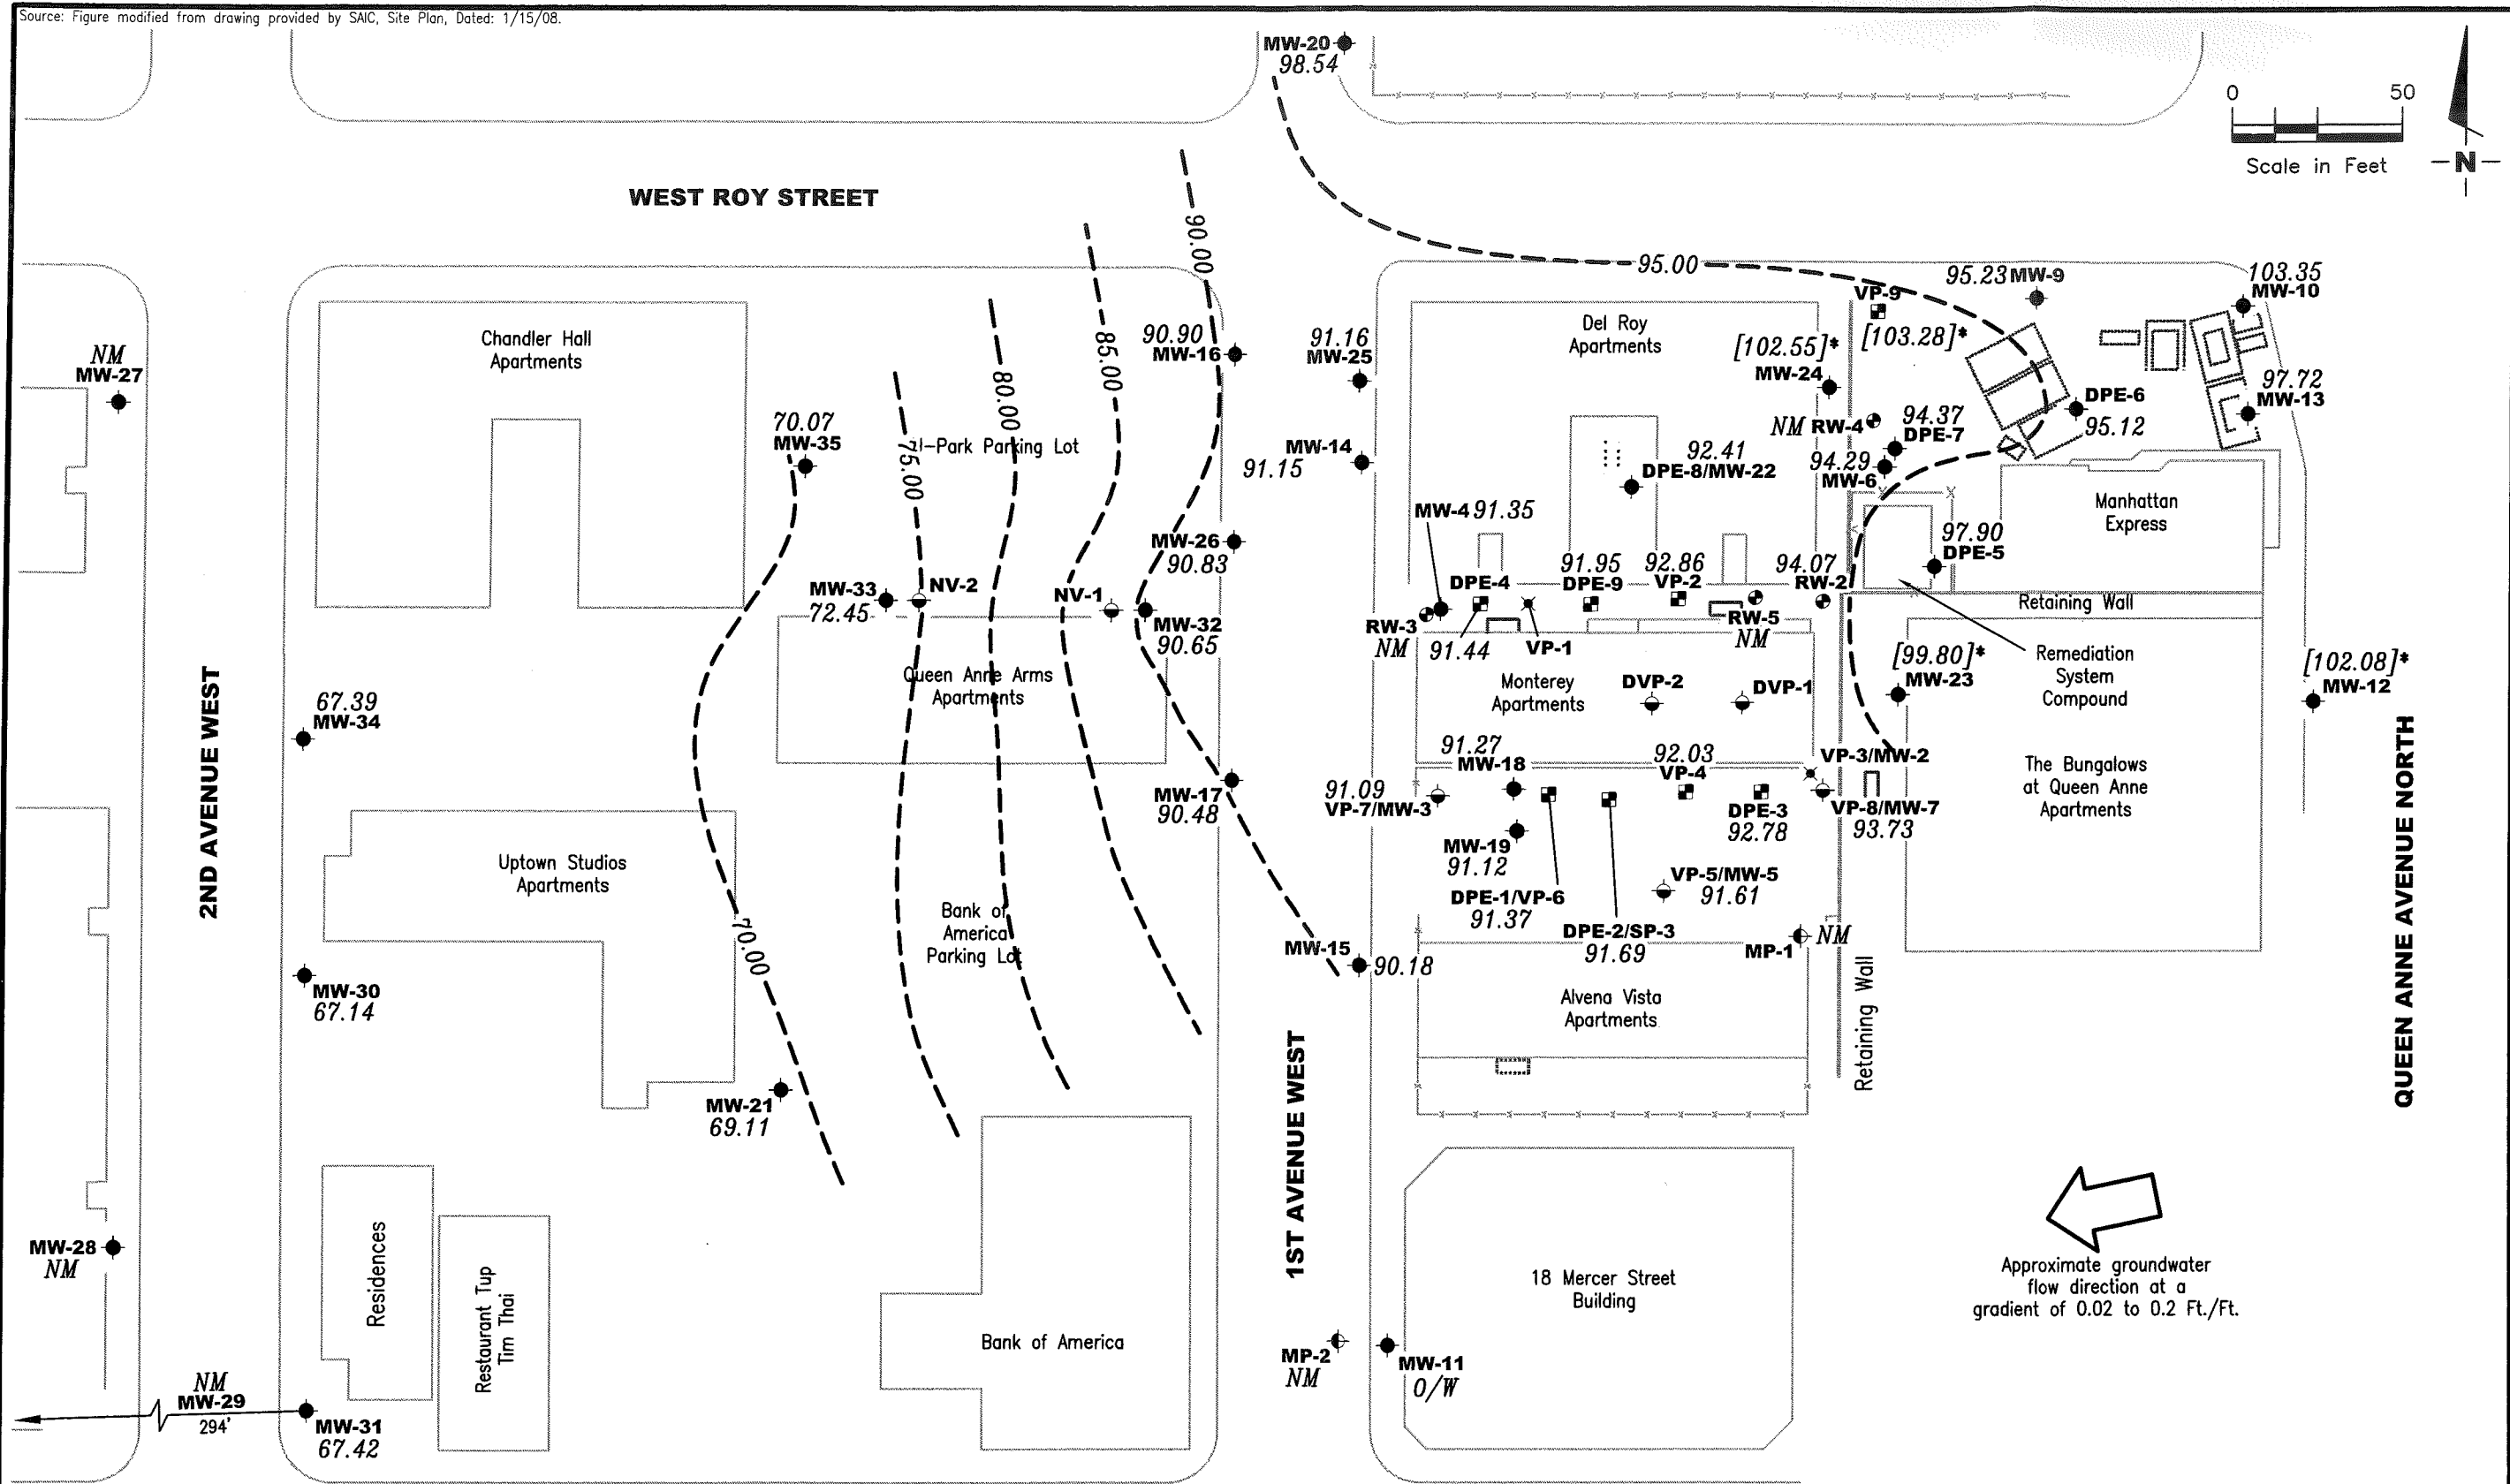 Source: Figure modified from drawing provided by SAIC, Site Plan, Dated: 1/15/08.
MW-20
98.54
0 50
Scale in Feet
N
WEST ROY STREET
90.00
95.00
95.23 MW-9
103.35
MW-10
VP-9
[103.28]*
Chandler Hall
Apartments
85.00
90.90
MW-16
91.16
MW-25
Del Roy
Apartments
[102.55]*
MW-24
NM
MW-27
80.00
97.72
MW-13
DPE-6
95.12
70.07
MW-35
75.00
l-Park Parking Lot
MW-14
91.15
92.41
DPE-8/MW-22
NM RW-4
94.37
DPE-7
94.29
MW-6
Manhattan
Express
MW-4 91.35
MW-26
90.83
97.90
DPE-5
MW-33
72.45
NV-2
NV-1
MW-32
90.65
DPE-4
91.95
DPE-9
92.86
VP-2
94.07
RW-2
Retaining Wall
RW-3
NM
91.44
VP-1
RW-5
NM
[99.80]*
MW-23
Remediation
System
Compound
[102.08]*
MW-12
Queen Anne Arms
Apartments
Monterey
Apartments
DVP-2
DVP-1
67.39
MW-34
2ND AVENUE WEST
91.27
MW-18
92.03
VP-4
VP-3/MW-2
The Bungalows
at Queen Anne
Apartments
QUEEN ANNE AVENUE NORTH
MW-17
90.48
91.09
VP-7/MW-3
DPE-3
92.78
VP-8/MW-7
93.73
Uptown Studios
Apartments
MW-19
91.12
VP-5/MW-5
91.61
DPE-1/VP-6
91.37
Bank of
America
Parking Lot
70.00
DPE-2/SP-3
91.69
MP-1
NM
MW-15
90.18
MW-30
67.14
Alvena Vista
Apartments
Retaining Wall
MW-21
69.11
1ST AVENUE WEST
MW-28
NM
Residences
Restaurant Tup
Tim Thai
18 Mercer Street
Building
Approximate groundwater
flow direction at a
gradient of 0.02 to 0.2 Ft./Ft.
Bank of America
MP-2
NM
MW-11
O/W
NM
MW-29
294'
MW-31
67.42